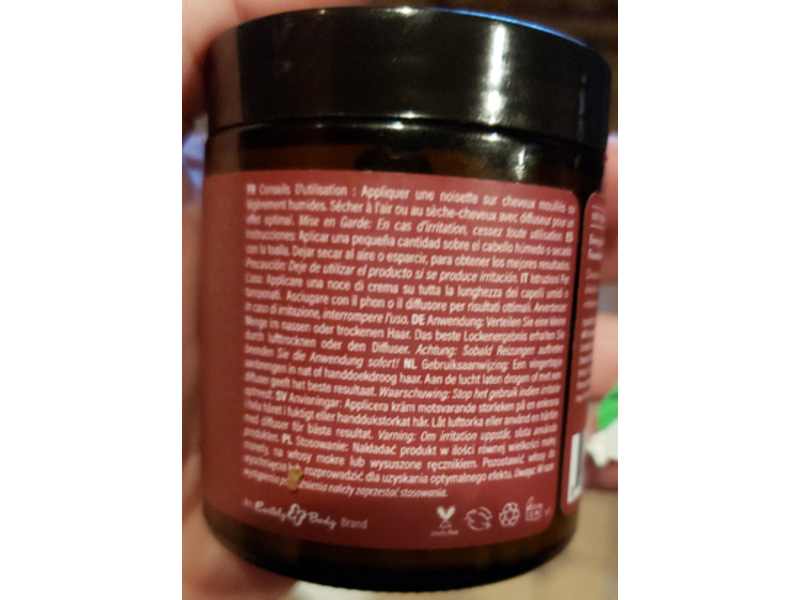 FR Conseils D'utilisation : Appliquer une noisette sur cheveux mouillés ou
légèrement humides. Sécher à l'air ou au sèche-cheveux avec diffuseur pour un
effet optimal. Mise en Garde: En cas d'irritation, cessez toute utilisation. ES
Instrucciones: Aplicar una pequeña cantidad sobre el cabello húmedo o secado
con la toalla. Dejar secar al aire o esparcir, para obtener los mejores resultados.
Precaución: Deje de utilizar el producto si se produce irritación. IT Istruzioni Per
L'uso: Applicare una noce di crema su tutta la lunghezza dei capelli umidi o
tamponati. Asciugare con il phon o il diffusore per risultati ottimali. Avvertenze:
in caso di irritazione, interrompere l'uso. DE Anwendung: Verteilen Sie eine kleine
Menge im nassen oder trockenen Haar. Das beste Lockenergebnis erhalten Sie
durch lufttrocknen oder den Diffuser. Achtung: Sobald Reizungen auftreten,
beenden Sie die Anwendung sofort! NL Gebruiksaanwijzing: Een vingertop
aanbrengen in nat of handdoekdroog haar. Aan de lucht laten drogen of met een
diffuser geeft het beste resultaat. Waarschuwing: Stop het gebruik indien irritatie
optreedt. SV Anvisningar: Applicera kräm motsvarande storleken på en enkrona
i hela håret i fuktigt eller handdukstorkat hår. Låt lufttorka eller använd en hårfön
med diffuser för bästa resultat. Varning: Om irritation uppstår, sluta använda
produkten. PL Stosowanie: Nakładać produkt w ilości równej wielkości małej
monety, na włosy mokre lub wysuszone ręcznikiem. Pozostawić włosy do
wyschnięcia rozprowadzić dla uzyskania optymalnego efektu. Uwaga: W razie
wystąpienia należy zaprzestać stosowania.
An Earthly Body Brand
cruelty free